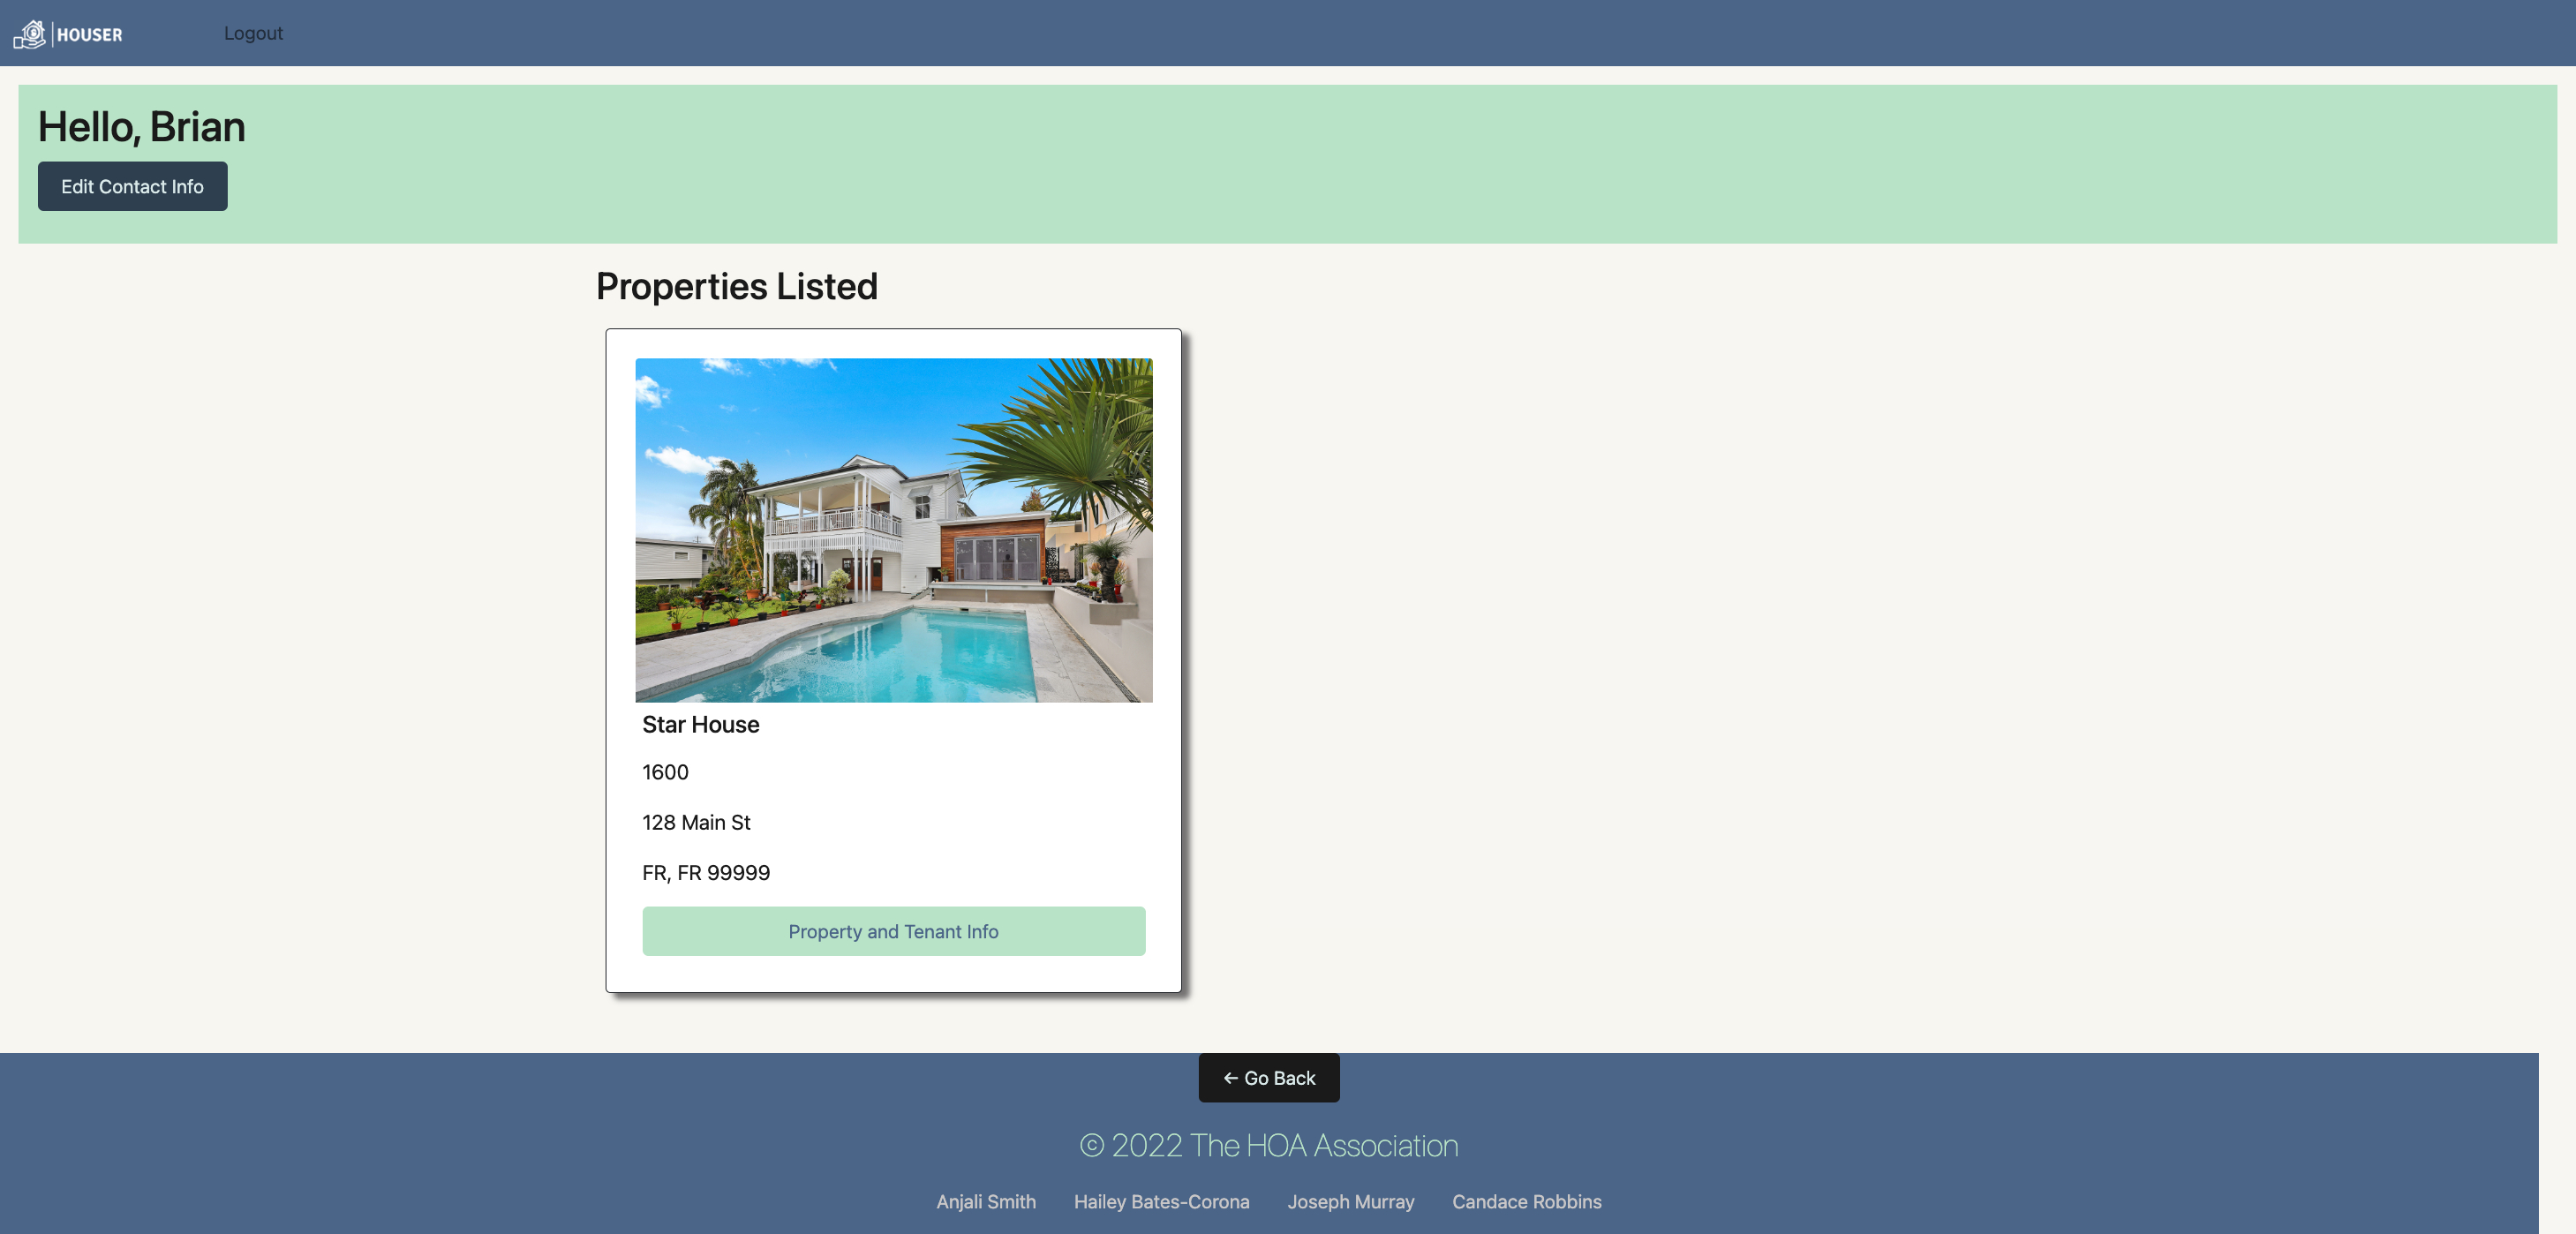 HOUSER
Logout
Hello, Brian
Edit Contact Info
Properties Listed
Star House
1600
128 Main St
FR, FR 99999
Property and Tenant Info
← Go Back
© 2022 The HOA Association
Anjali Smith Hailey Bates-Corona Joseph Murray Candace Robbins